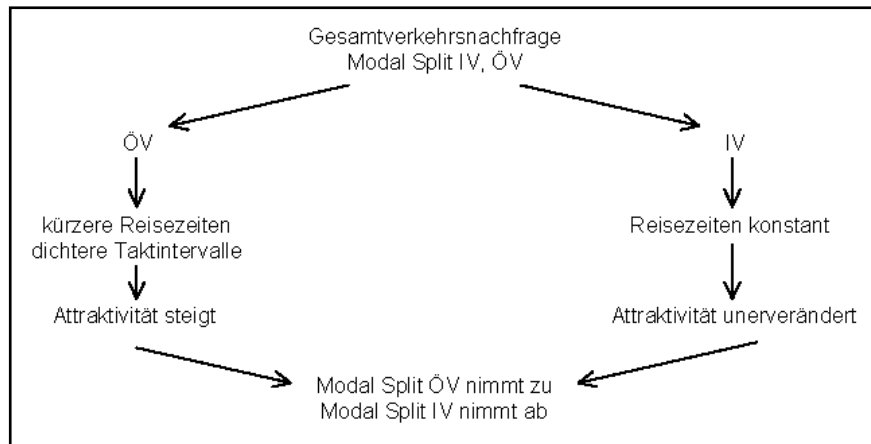 Gesamtverkehrsnachfrage
Modal Split IV, ÖV
ÖV
IV
kürzere Reisezeiten
dichtere Taktintervalle
Reisezeiten konstant
Attraktivität steigt
Attraktivität unerverändert
Modal Split ÖV nimmt zu
Modal Split IV nimmt ab